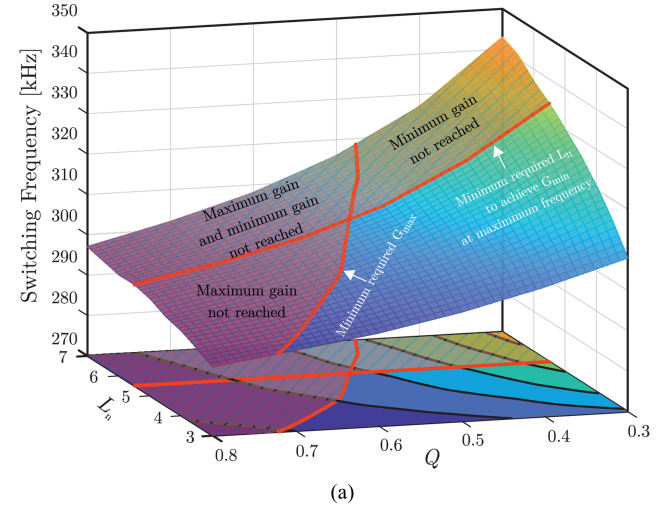 350
340
330
320
310
300
290
280
270
Switching Frequency [kHz]
Minimum gain
not reached
Maximum gain
and minimum gain
not reached
Minimum required Lₙ
to achieve Gmin
at maximmum frequency
Maximum gain
not reached
Minimum required Gmax
7
6
5
4
3
Lₙ
0.8
0.7
0.6
0.5
0.4
0.3
Q
(a)